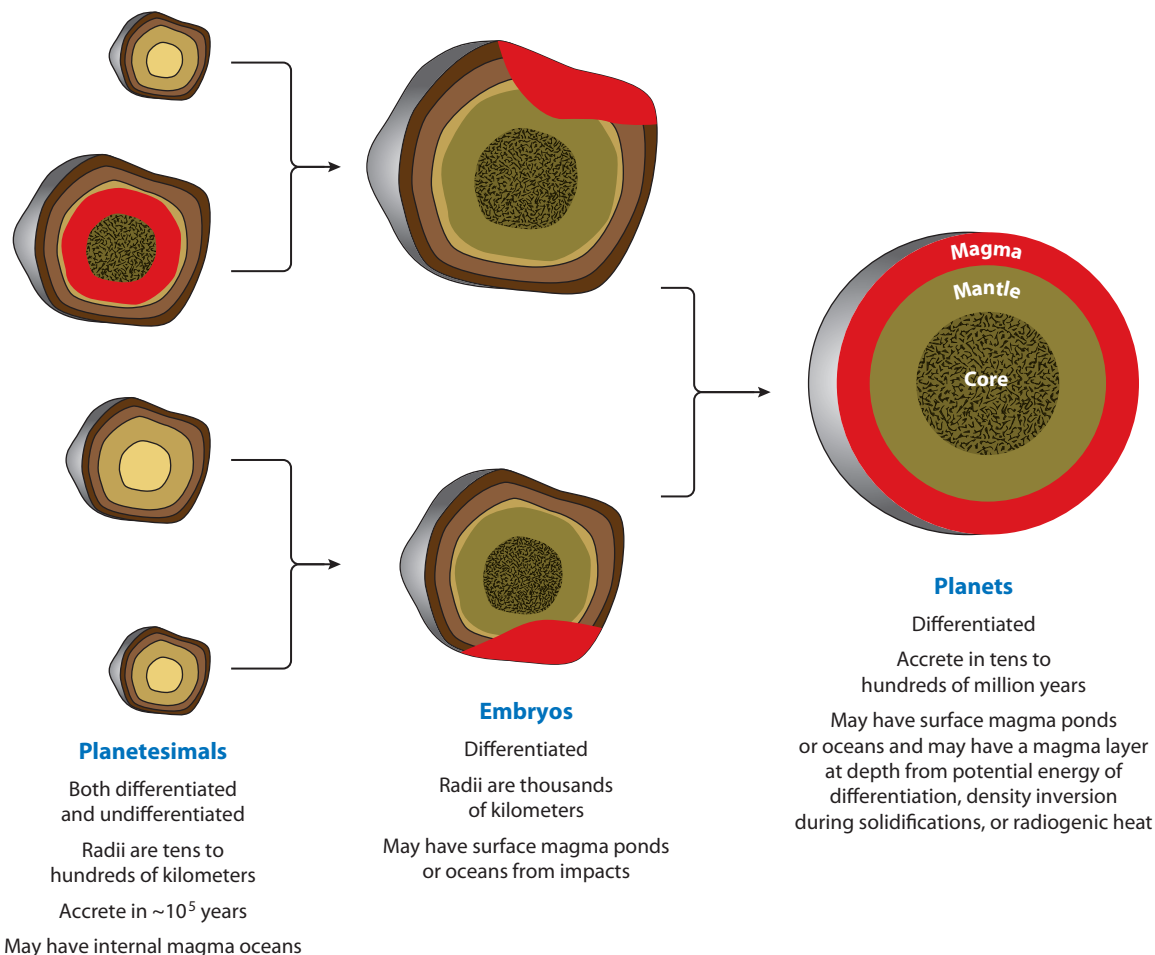 Magma
Mantle
Core
Planetesimals
Both differentiated
and undifferentiated
Radii are tens to
hundreds of kilometers
Accrete in ~10⁵ years
May have internal magma oceans
Embryos
Differentiated
Radii are thousands
of kilometers
May have surface magma ponds
or oceans from impacts
Planets
Differentiated
Accrete in tens to
hundreds of million years
May have surface magma ponds
or oceans and may have a magma layer
at depth from potential energy of
differentiation, density inversion
during solidifications, or radiogenic heat